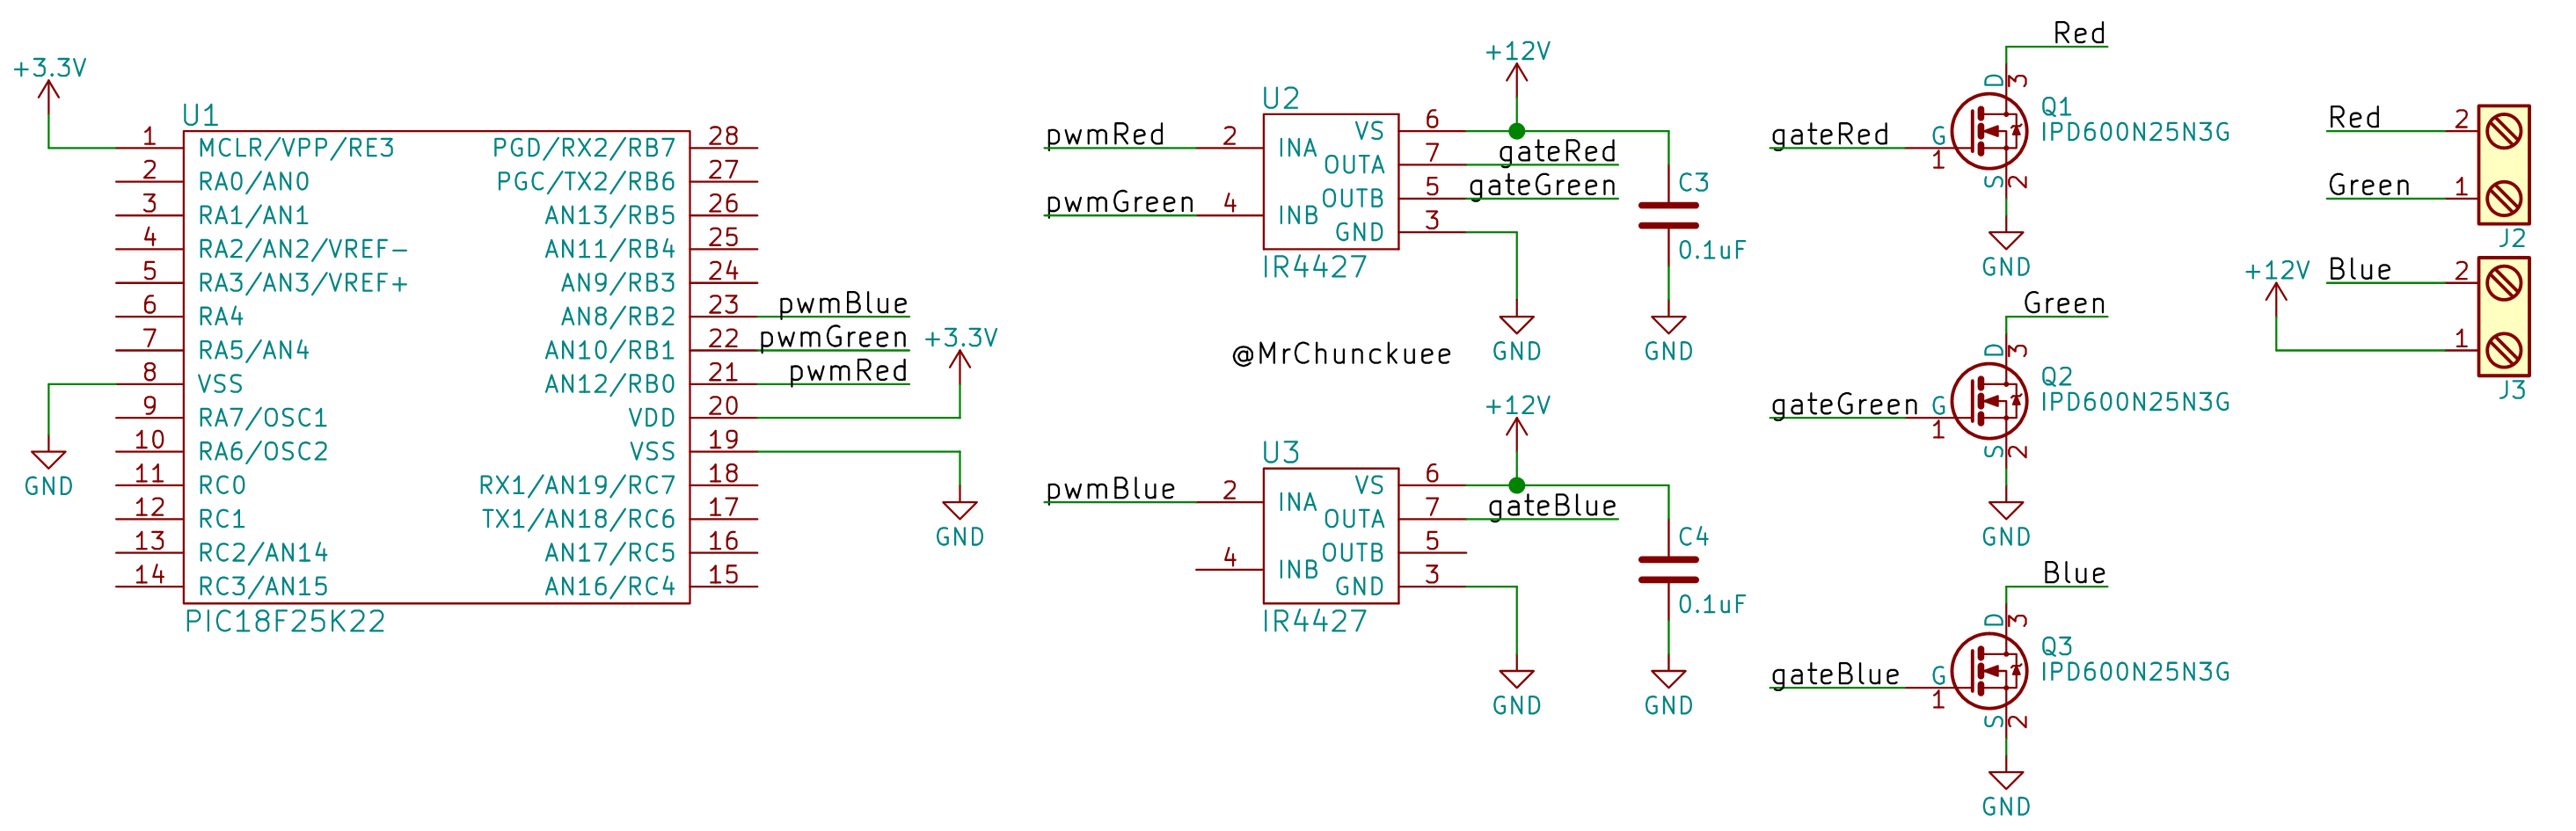 +3.3V
U1
1 MCLR/VPP/RE3 PGD/RX2/RB7 28
2 RA0/AN0 PGC/TX2/RB6 27
3 RA1/AN1 AN13/RB5 26
4 RA2/AN2/VREF- AN11/RB4 25
5 RA3/AN3/VREF+ AN9/RB3 24
6 RA4 AN8/RB2 23 pwmBlue
7 RA5/AN4 AN10/RB1 22 pwmGreen
8 VSS AN12/RB0 21 pwmRed
9 RA7/OSC1 VDD 20
10 RA6/OSC2 VSS 19
11 RC0 RX1/AN19/RC7 18
12 RC1 TX1/AN18/RC6 17
13 RC2/AN14 AN17/RC5 16
14 RC3/AN15 AN16/RC4 15
PIC18F25K22
GND
+3.3V
GND
+12V
U2
pwmRed 2 INA VS 6
OUTA 7 gateRed
pwmGreen 4 INB OUTB 5 gateGreen
GND 3
IR4427
C3
0.1uF
GND
GND
@MrChunckuee
+12V
U3
pwmBlue 2 INA VS 6
OUTA 7 gateBlue
4 INB OUTB 5
GND 3
IR4427
C4
0.1uF
GND
GND
Red
D 3
Q1
IPD600N25N3G
gateRed G 1
S 2
GND
Green
D 3
Q2
IPD600N25N3G
gateGreen G 1
S 2
GND
Blue
D 3
Q3
IPD600N25N3G
gateBlue G 1
S 2
GND
Red 2
Green 1
J2
+12V
Blue 2
1
J3